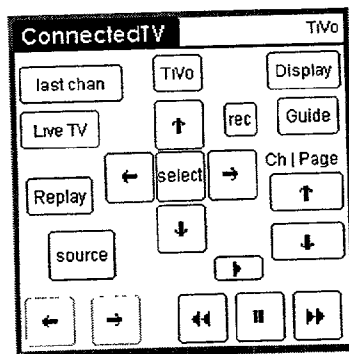 ConnectedTV TiVo
last chan TiVo Display
Live TV rec Guide
select Ch | Page
Replay
source